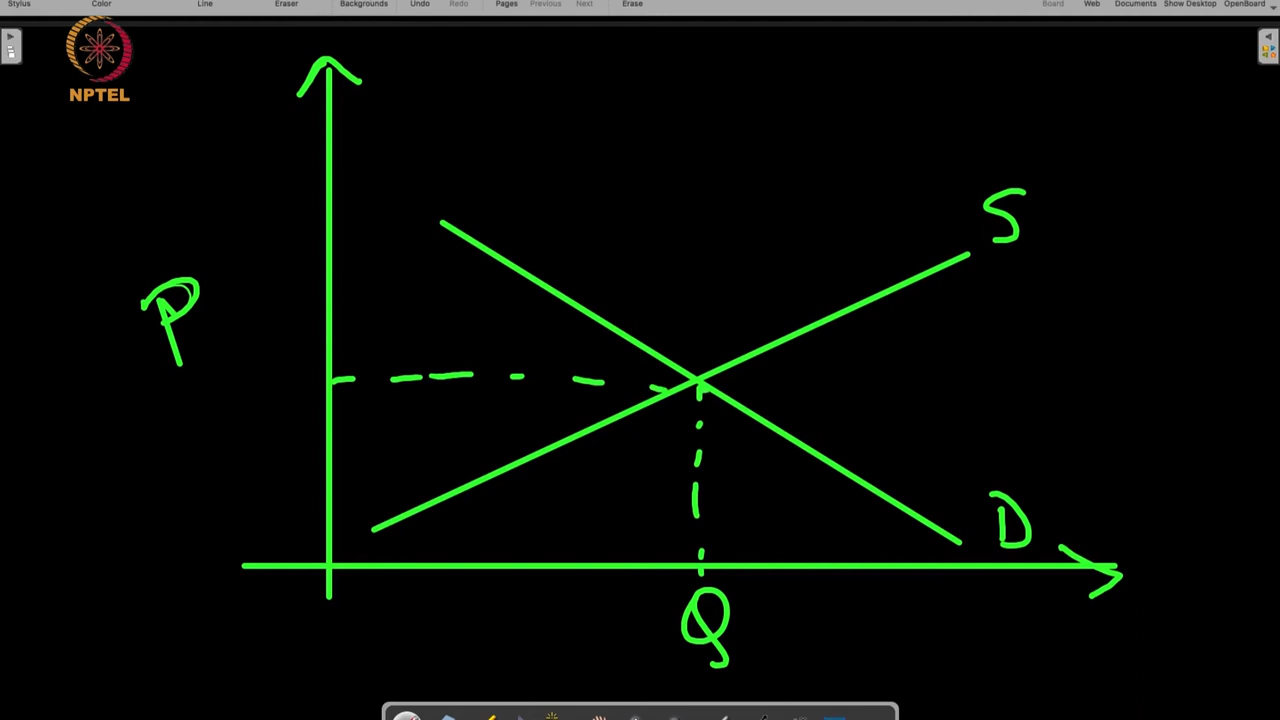 Stylus Color Line Eraser Backgrounds Undo Redo Pages Previous Next Erase Board Web Documents Show Desktop OpenBoard
NPTEL
S
P
D
Q